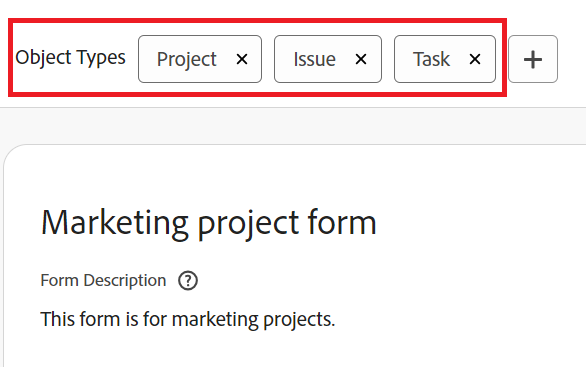 Object Types Project × Issue × Task × +
Marketing project form
Form Description ?
This form is for marketing projects.